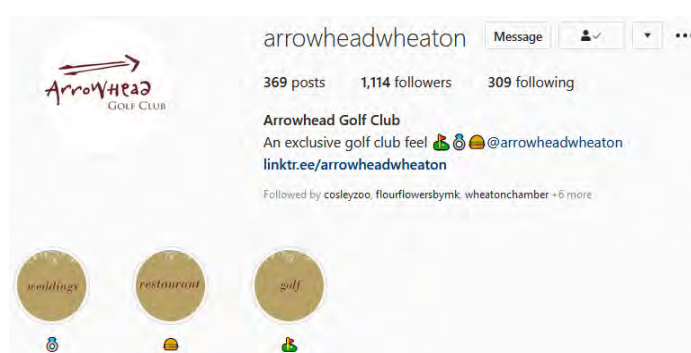 arrowheadwheaton Message
ArroWHeaD
GOLF CLUB
369 posts 1,114 followers 309 following
Arrowhead Golf Club
An exclusive golf club feel ⛳💍🍔@arrowheadwheaton
linktr.ee/arrowheadwheaton
Followed by cosleyzoo, flourflowersbymk, wheatonchamber +6 more
weddings restaurant golf
💍 🍔 ⛳